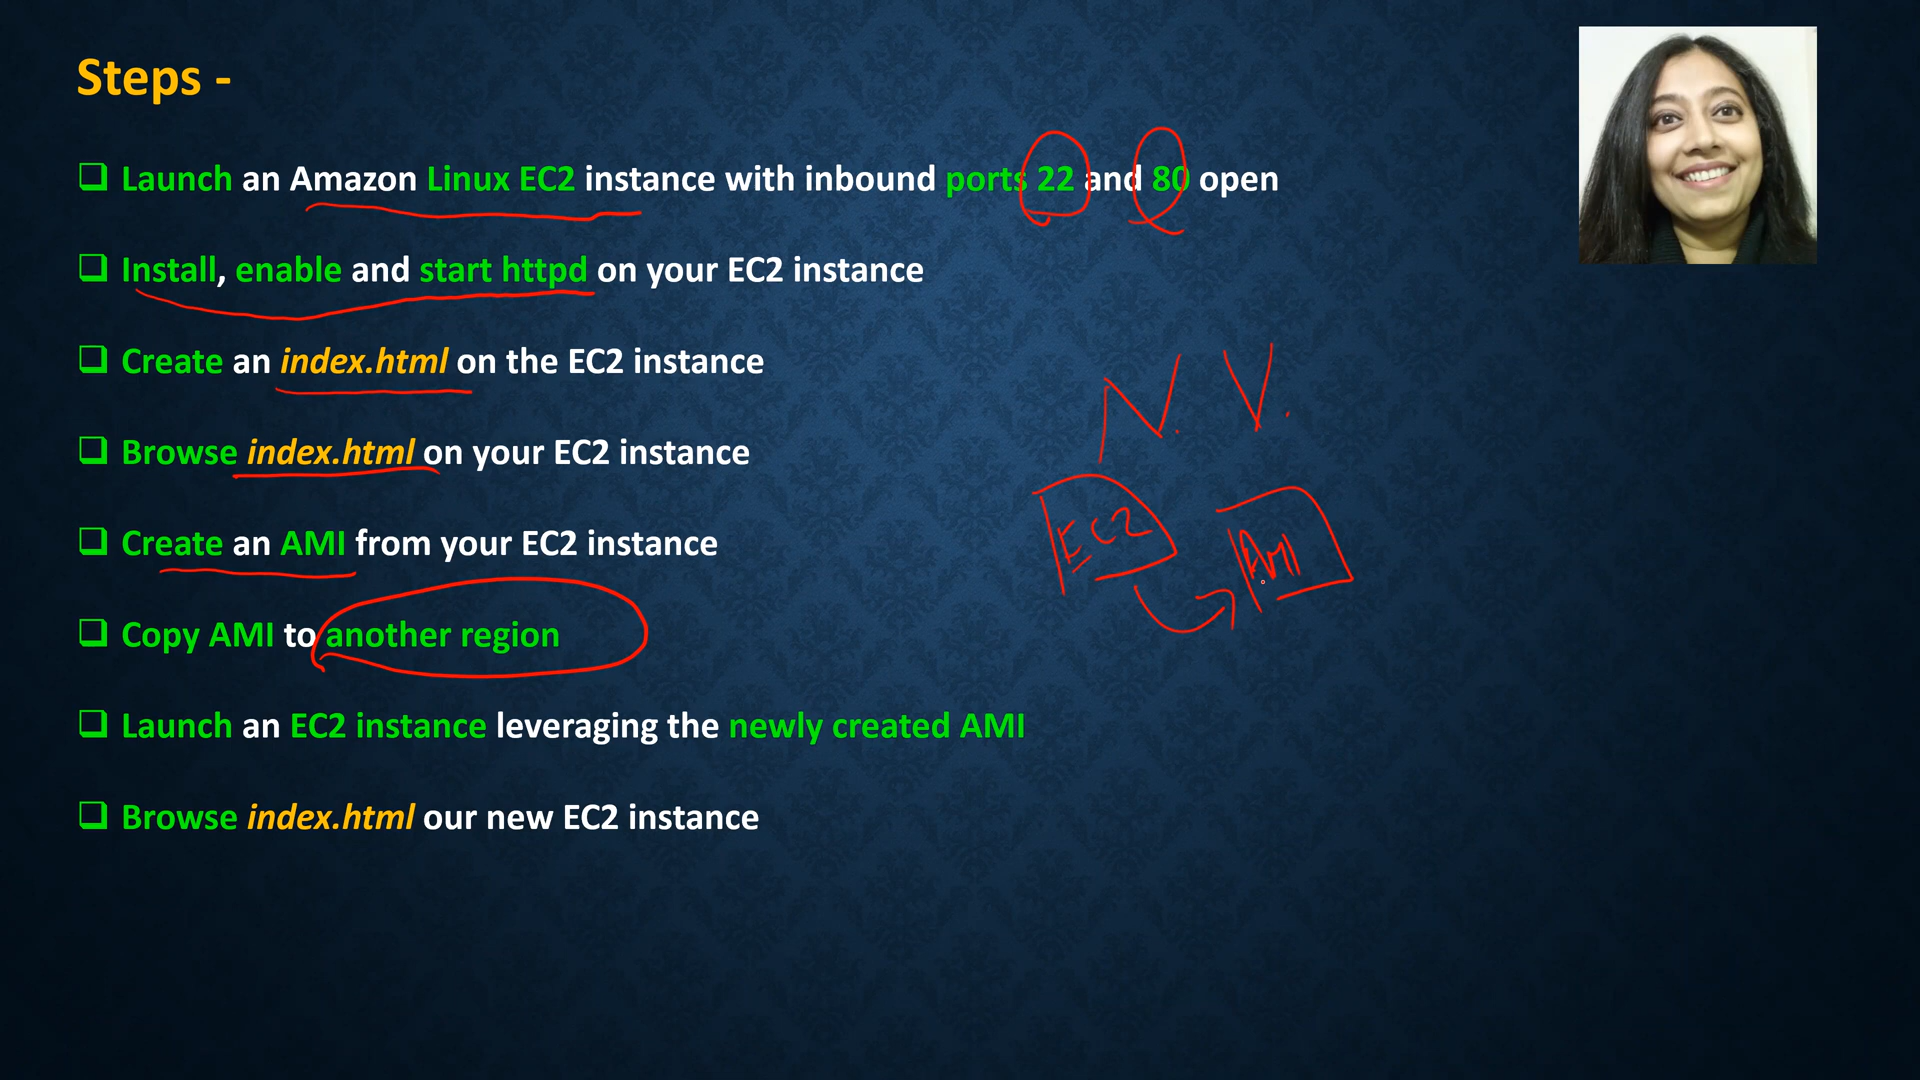 Steps -
❑ Launch an Amazon Linux EC2 instance with inbound ports 22 and 80 open
❑ Install, enable and start httpd on your EC2 instance
❑ Create an index.html on the EC2 instance
N. V.
❑ Browse index.html on your EC2 instance
EC2 AMI
❑ Create an AMI from your EC2 instance
❑ Copy AMI to another region
❑ Launch an EC2 instance leveraging the newly created AMI
❑ Browse index.html our new EC2 instance